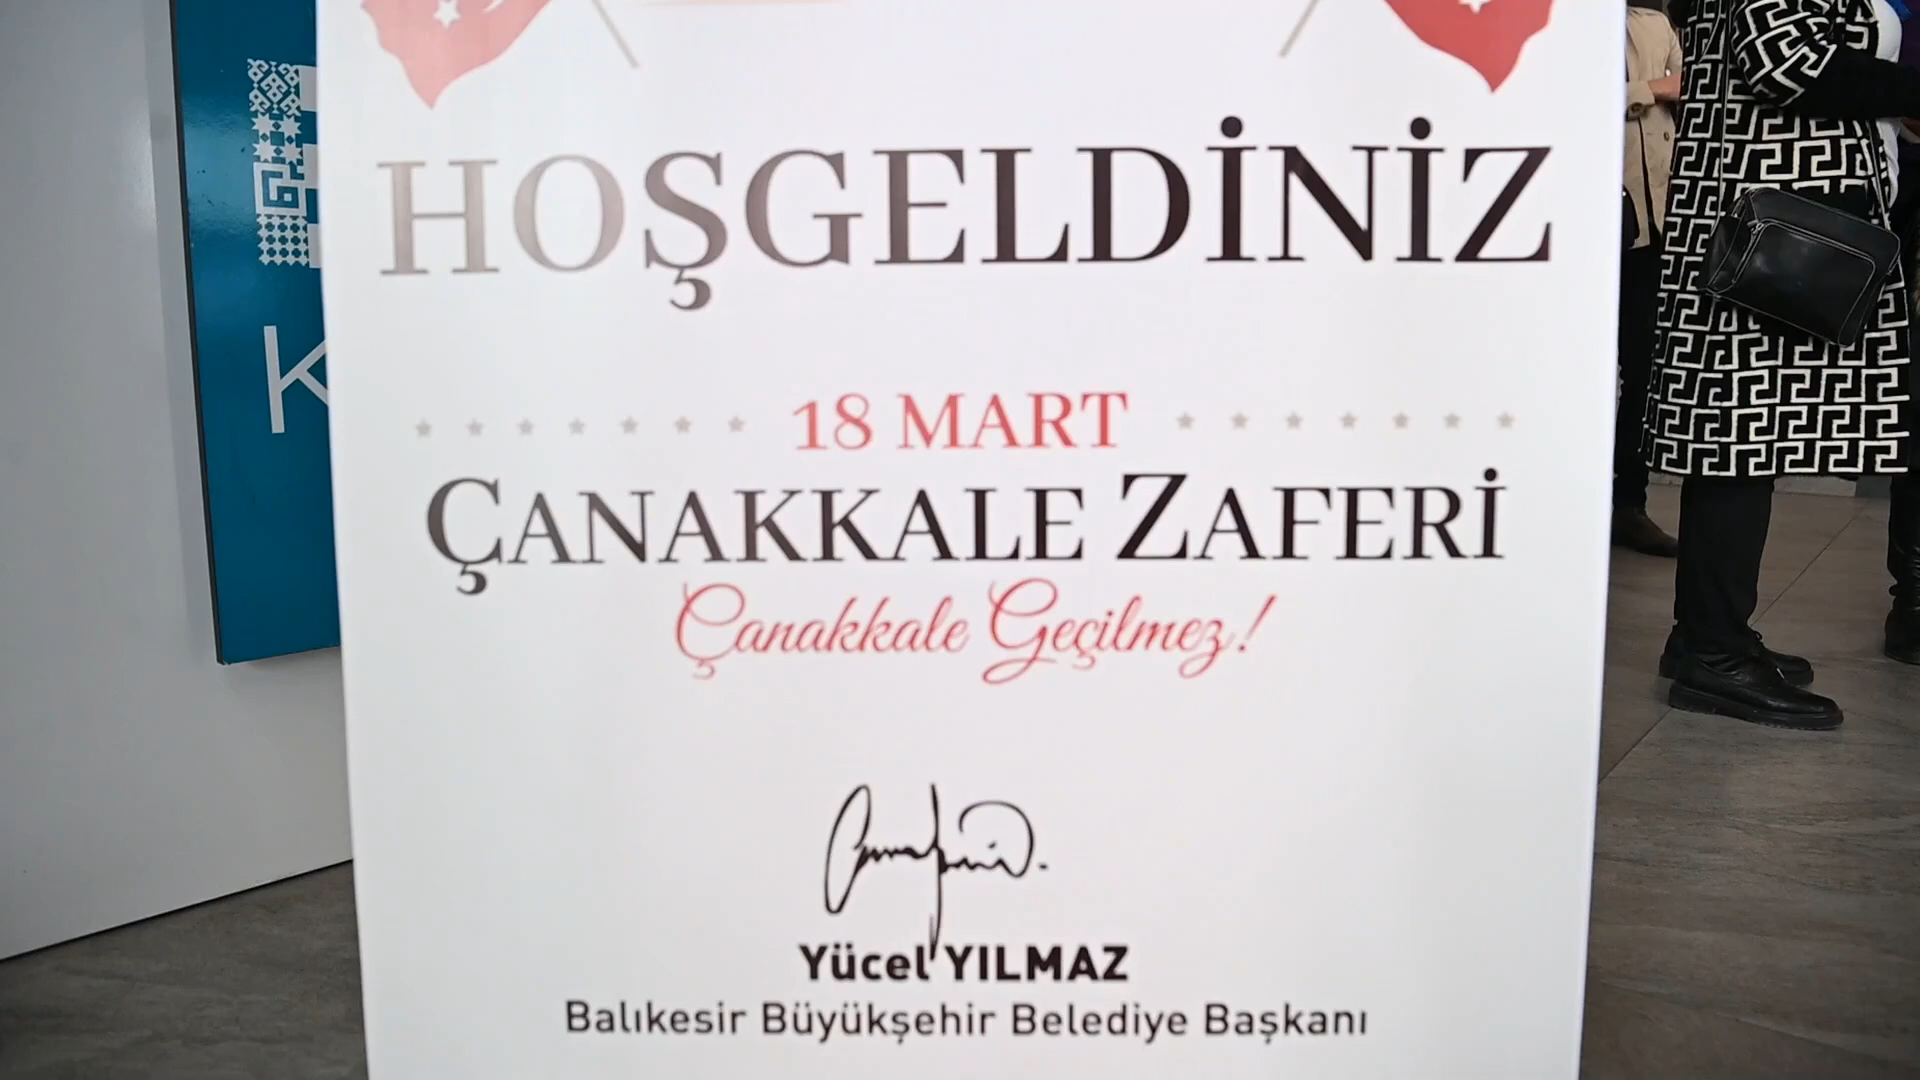 HOŞGELDİNİZ
18 MART
ÇANAKKALE ZAFERİ
Çanakkale Geçilmez!
Yücel YILMAZ
Balıkesir Büyükşehir Belediye Başkanı